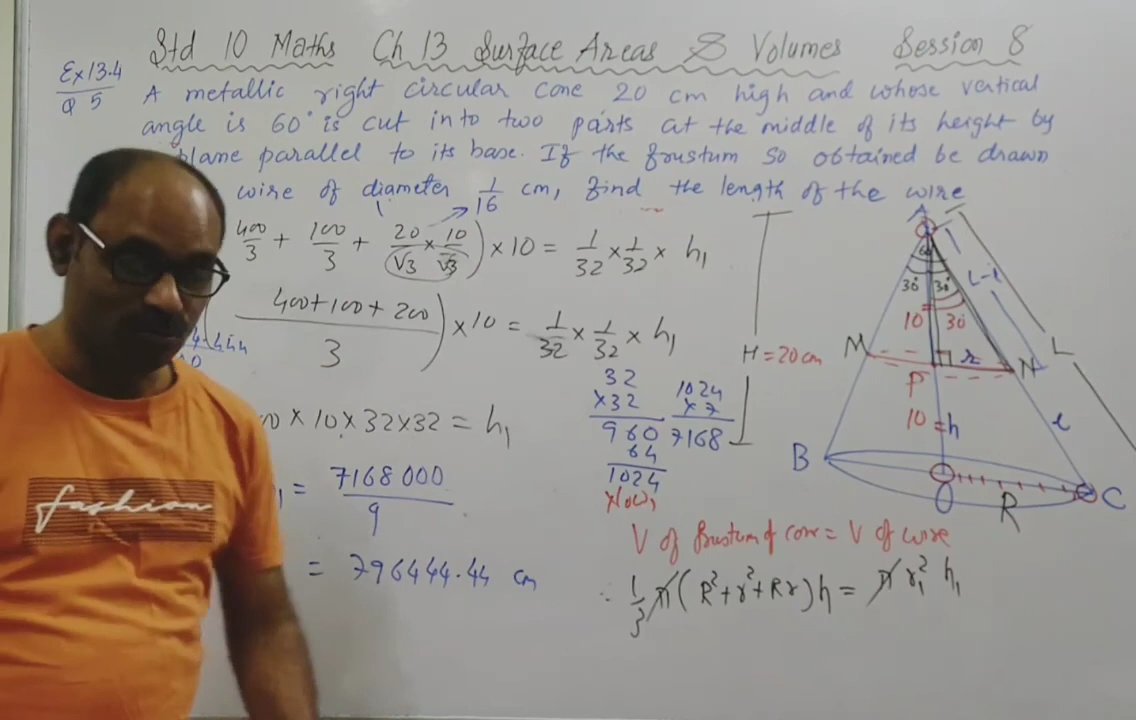 Std 10 Maths Ch 13 Surface Areas & Volumes Session 8
Ex 13.4
Q 5
A metallic right circular cone 20 cm high and whose vertical
angle is 60° is cut into two parts at the middle of its height by
plane parallel to its base. If the frustum so obtained be drawn
wire of diameter 1/16 cm, find the length of the wire
400/3 + 100/3 + 20/√3 × 10/√3) × 10 = 1/32 × 1/32 × h₁
400+100+200/3) × 10 = 1/32 × 1/32 × h₁
0 × 10 × 32 × 32 = h₁
1 = 7168000/9
= 796444.44 cm
32
×32
960
64
1024
1024
×7
7168
Now,
V of frustum of cone = V of wire
∴ 1/3 π (R²+r²+Rr) h = π r₁² h₁
H = 20 cm
A
60
30° 30°
10 30
L-l
L
M
r
N
P
10 = h
l
B
O
R
C
fashion